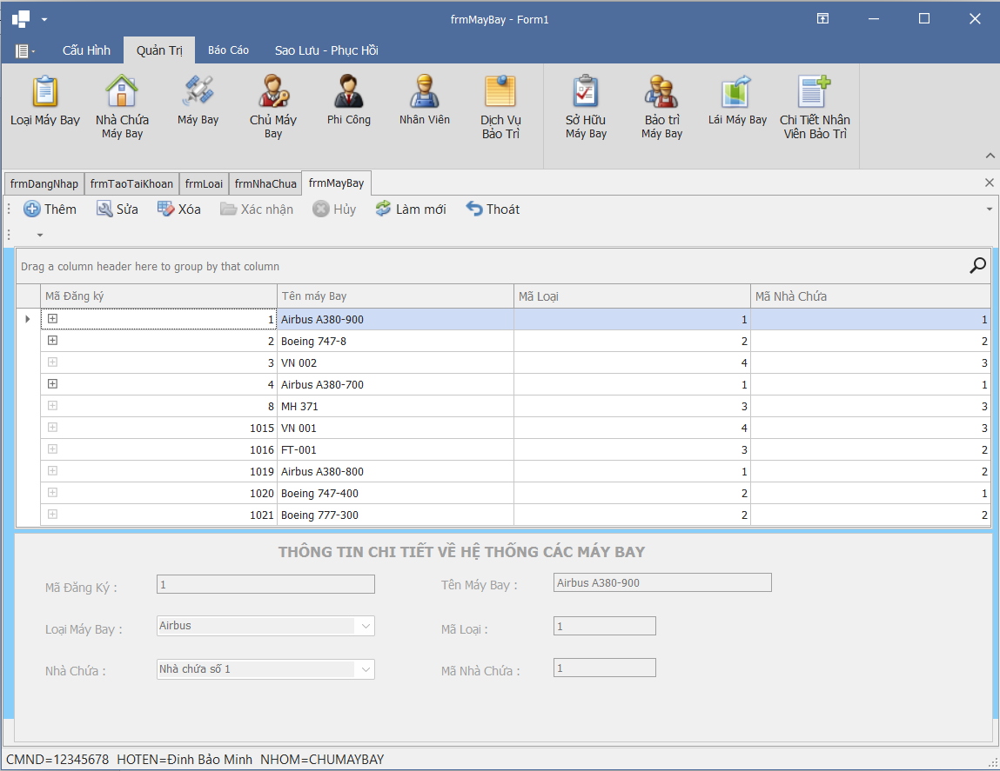 frmMayBay - Form1
Cấu Hình Quản Trị Báo Cáo Sao Lưu - Phục Hồi
Loại Máy Bay
Nhà Chứa
Máy Bay
Máy Bay
Chủ Máy
Bay
Phi Công
Nhân Viên
Dịch Vụ
Bảo Trì
Sở Hữu
Máy Bay
Bảo trì
Máy Bay
Lái Máy Bay
Chi Tiết Nhân
Viên Bảo Trì
frmDangNhap frmTaoTaiKhoan frmLoai frmNhaChua frmMayBay
Thêm Sửa Xóa Xác nhận Hủy Làm mới Thoát
Drag a column header here to group by that column
Mã Đăng ký Tên máy Bay Mã Loại Mã Nhà Chứa
1 Airbus A380-900 1 1
2 Boeing 747-8 2 2
3 VN 002 4 3
4 Airbus A380-700 1 1
8 MH 371 3 3
1015 VN 001 4 3
1016 FT-001 3 2
1019 Airbus A380-800 1 2
1020 Boeing 747-400 2 1
1021 Boeing 777-300 2 2
THÔNG TIN CHI TIẾT VỀ HỆ THỐNG CÁC MÁY BAY
Mã Đăng Ký : 1 Tên Máy Bay : Airbus A380-900
Loại Máy Bay : Airbus Mã Loại : 1
Nhà Chứa : Nhà chứa số 1 Mã Nhà Chứa : 1
CMND=12345678 HOTEN=Đinh Bảo Minh NHOM=CHUMAYBAY